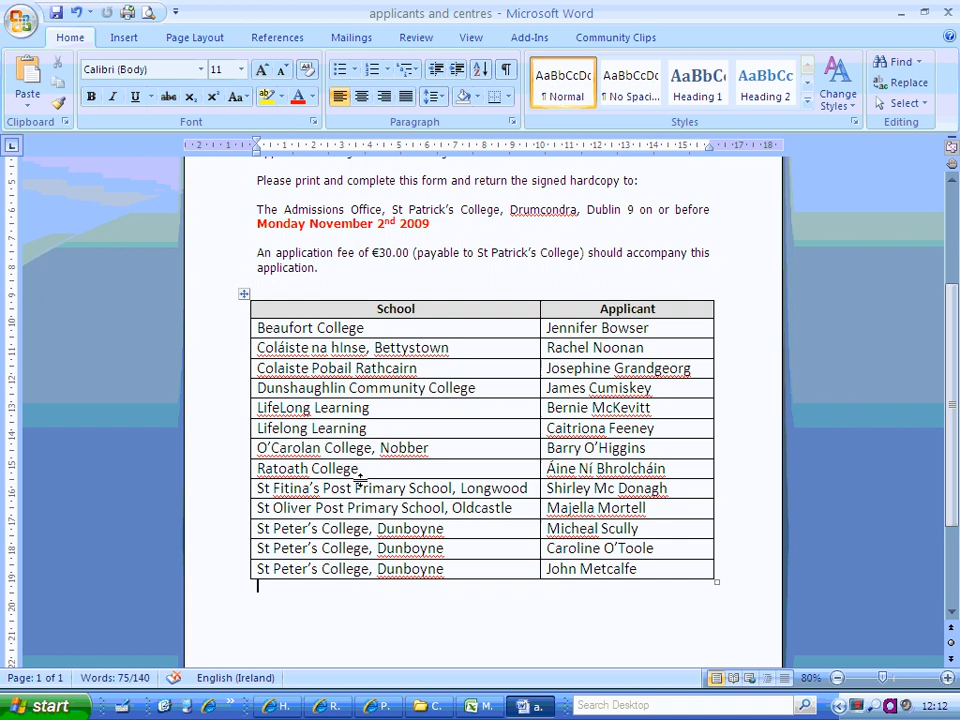 applicants and centres - Microsoft Word
Home Insert Page Layout References Mailings Review View Add-Ins Community Clips
Calibri (Body) 11
AaBbCcDc AaBbCcDc AaBbC AaBbCc
Paste
B I U abc X₂ X² Aa A
¶ Normal ¶ No Spaci... Heading 1 Heading 2
Change Styles
Find
Replace
Select
Clipboard Font Paragraph Styles Editing
Please print and complete this form and return the signed hardcopy to:
The Admissions Office, St Patrick's College, Drumcondra, Dublin 9 on or before
Monday November 2nd 2009
An application fee of €30.00 (payable to St Patrick's College) should accompany this
application.
School Applicant
Beaufort College Jennifer Bowser
Coláiste na hInse, Bettystown Rachel Noonan
Colaiste Pobail Rathcairn Josephine Grandgeorg
Dunshaughlin Community College James Cumiskey
LifeLong Learning Bernie McKevitt
Lifelong Learning Caitriona Feeney
O'Carolan College, Nobber Barry O'Higgins
Ratoath College Áine Ní Bhrolcháin
St Fitina's Post Primary School, Longwood Shirley Mc Donagh
St Oliver Post Primary School, Oldcastle Majella Mortell
St Peter's College, Dunboyne Micheal Scully
St Peter's College, Dunboyne Caroline O'Toole
St Peter's College, Dunboyne John Metcalfe
Page: 1 of 1 Words: 75/140 English (Ireland) 80%
start H. R. P. C. M. a. Search Desktop 12:12